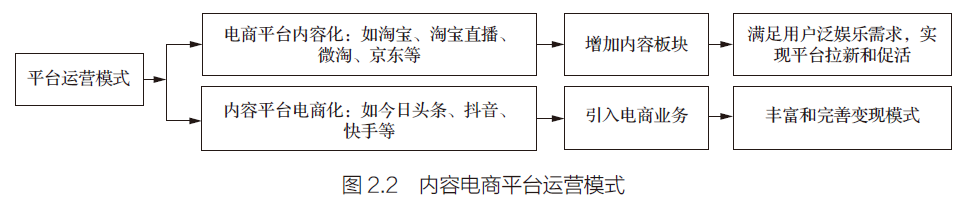 平台运营模式
电商平台内容化：如淘宝、淘宝直播、
微淘、京东等
增加内容板块
满足用户泛娱乐需求，实
现平台拉新和促活
内容平台电商化：如今日头条、抖音、
快手等
引入电商业务
丰富和完善变现模式
图 2.2 内容电商平台运营模式